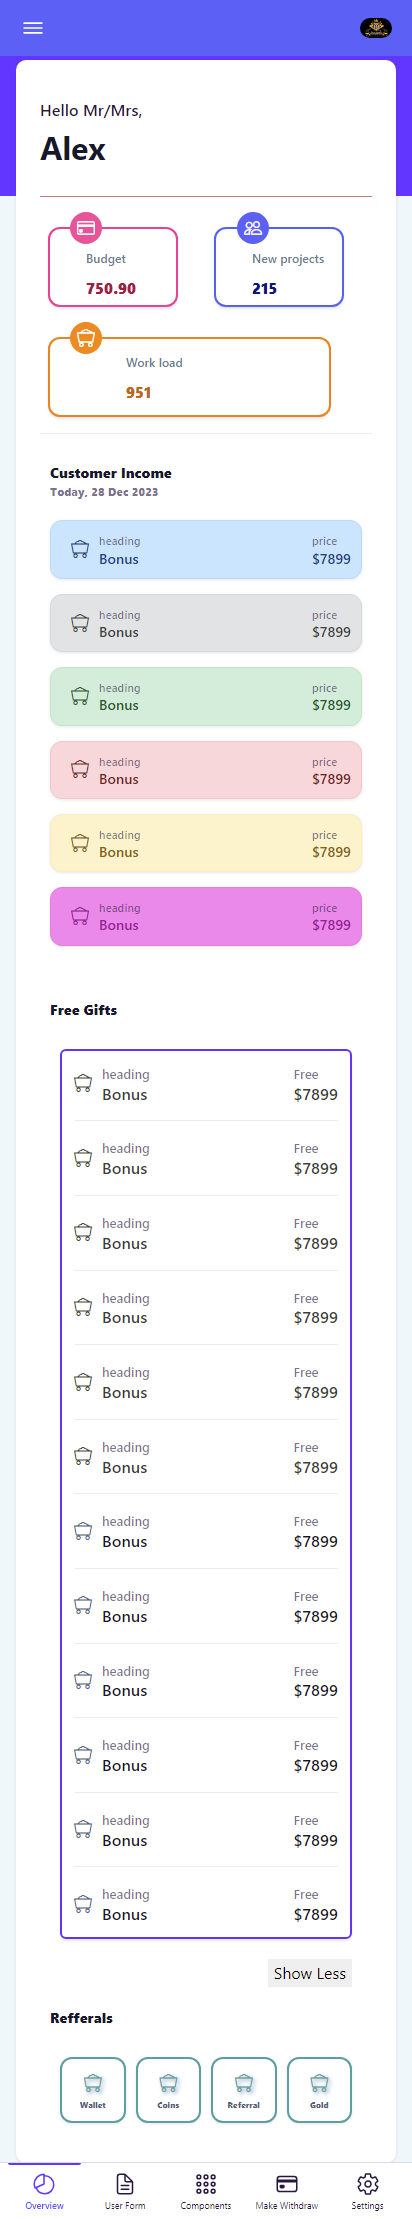 Hello Mr/Mrs,
Alex
Budget
750.90
New projects
215
Work load
951
Customer Income
Today, 28 Dec 2023
heading price
Bonus $7899
heading price
Bonus $7899
heading price
Bonus $7899
heading price
Bonus $7899
heading price
Bonus $7899
heading price
Bonus $7899
Free Gifts
heading Free
Bonus $7899
heading Free
Bonus $7899
heading Free
Bonus $7899
heading Free
Bonus $7899
heading Free
Bonus $7899
heading Free
Bonus $7899
heading Free
Bonus $7899
heading Free
Bonus $7899
heading Free
Bonus $7899
heading Free
Bonus $7899
heading Free
Bonus $7899
heading Free
Bonus $7899
Show Less
Refferals
Wallet Coins Referral Gold
Overview User Form Components Make Withdraw Settings